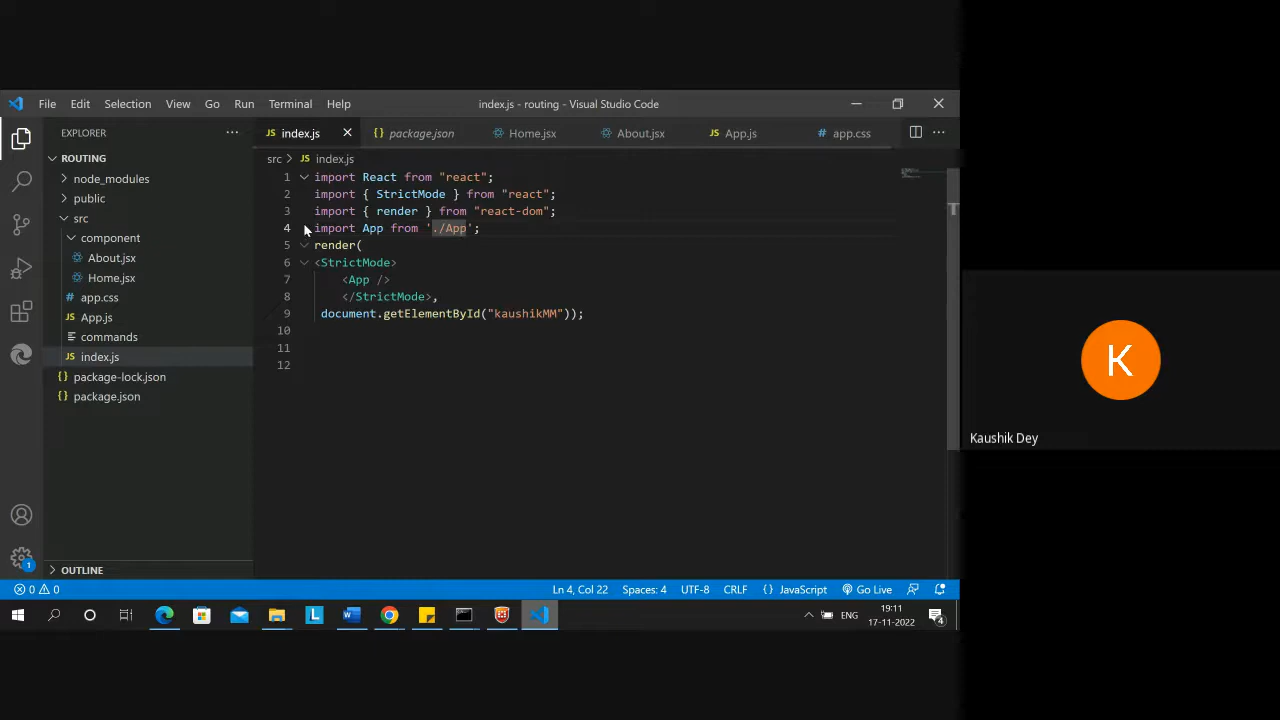 File Edit Selection View Go Run Terminal Help index.js - routing - Visual Studio Code
EXPLORER
index.js package.json Home.jsx About.jsx App.js app.css
ROUTING
node_modules
public
src
component
About.jsx
Home.jsx
app.css
App.js
commands
index.js
package-lock.json
package.json
OUTLINE
src index.js
1 import React from "react";
2 import { StrictMode } from "react";
3 import { render } from "react-dom";
4 import App from './App';
5 render(
6 <StrictMode>
7 <App />
8 </StrictMode>,
9 document.getElementById("kaushikMM"));
10
11
12
K
Kaushik Dey
1
0 0 Ln 4, Col 22 Spaces: 4 UTF-8 CRLF {} JavaScript Go Live
ENG 19:11
17-11-2022 4